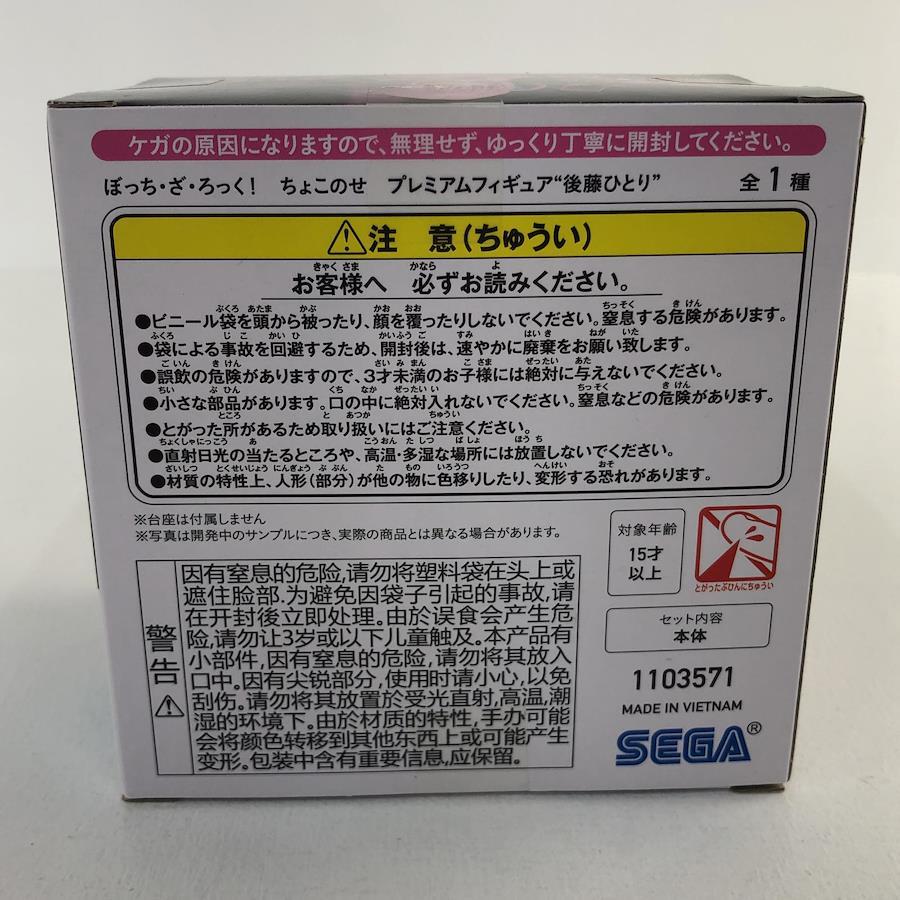 ケガの原因になりますので、無理せず、ゆっくり丁寧に開封してください。
ぼっち・ざ・ろっく! ちょこのせ プレミアムフィギュア“後藤ひとり” 全1種
⚠注 意(ちゅうい)
お客様へ 必ずお読みください。
●ビニール袋を頭から被ったり、顔を覆ったりしないでください。窒息する危険があります。
●袋による事故を回避するため、開封後は、速やかに廃棄をお願い致します。
●誤飲の危険がありますので、3才未満のお子様には絶対に与えないでください。
●小さな部品があります。口の中に絶対入れないでください。窒息などの危険があります。
●とがった所があるため取り扱いにはご注意ください。
●直射日光の当たるところや、高温・多湿な場所には放置しないでください。
●材質の特性上、人形(部分)が他の物に色移りしたり、変形する恐れがあります。
※台座は付属しません
※写真は開発中のサンプルにつき、実際の商品とは異なる場合があります。
対象年齢
15才
以上
とがったぶひんにちゅうい
セット内容
本体
1103571
MADE IN VIETNAM
SEGA®
警告⚠
因有窒息的危险,请勿将塑料袋在头上或
遮住脸部.为避免因袋子引起的事故,请
在开封後立即处理。由於误食会产生危
险,请勿让3岁或以下儿童触及。本产品有
小部件,因有窒息的危险,请勿将其放入
口中。因有尖锐部分,使用时请小心,以免
刮伤。请勿将其放置於受光直射,高温,潮
湿的环境下。由於材质的特性,手办可能
会将颜色转移到其他东西上或可能产生
变形。包装中含有重要信息,应保留。